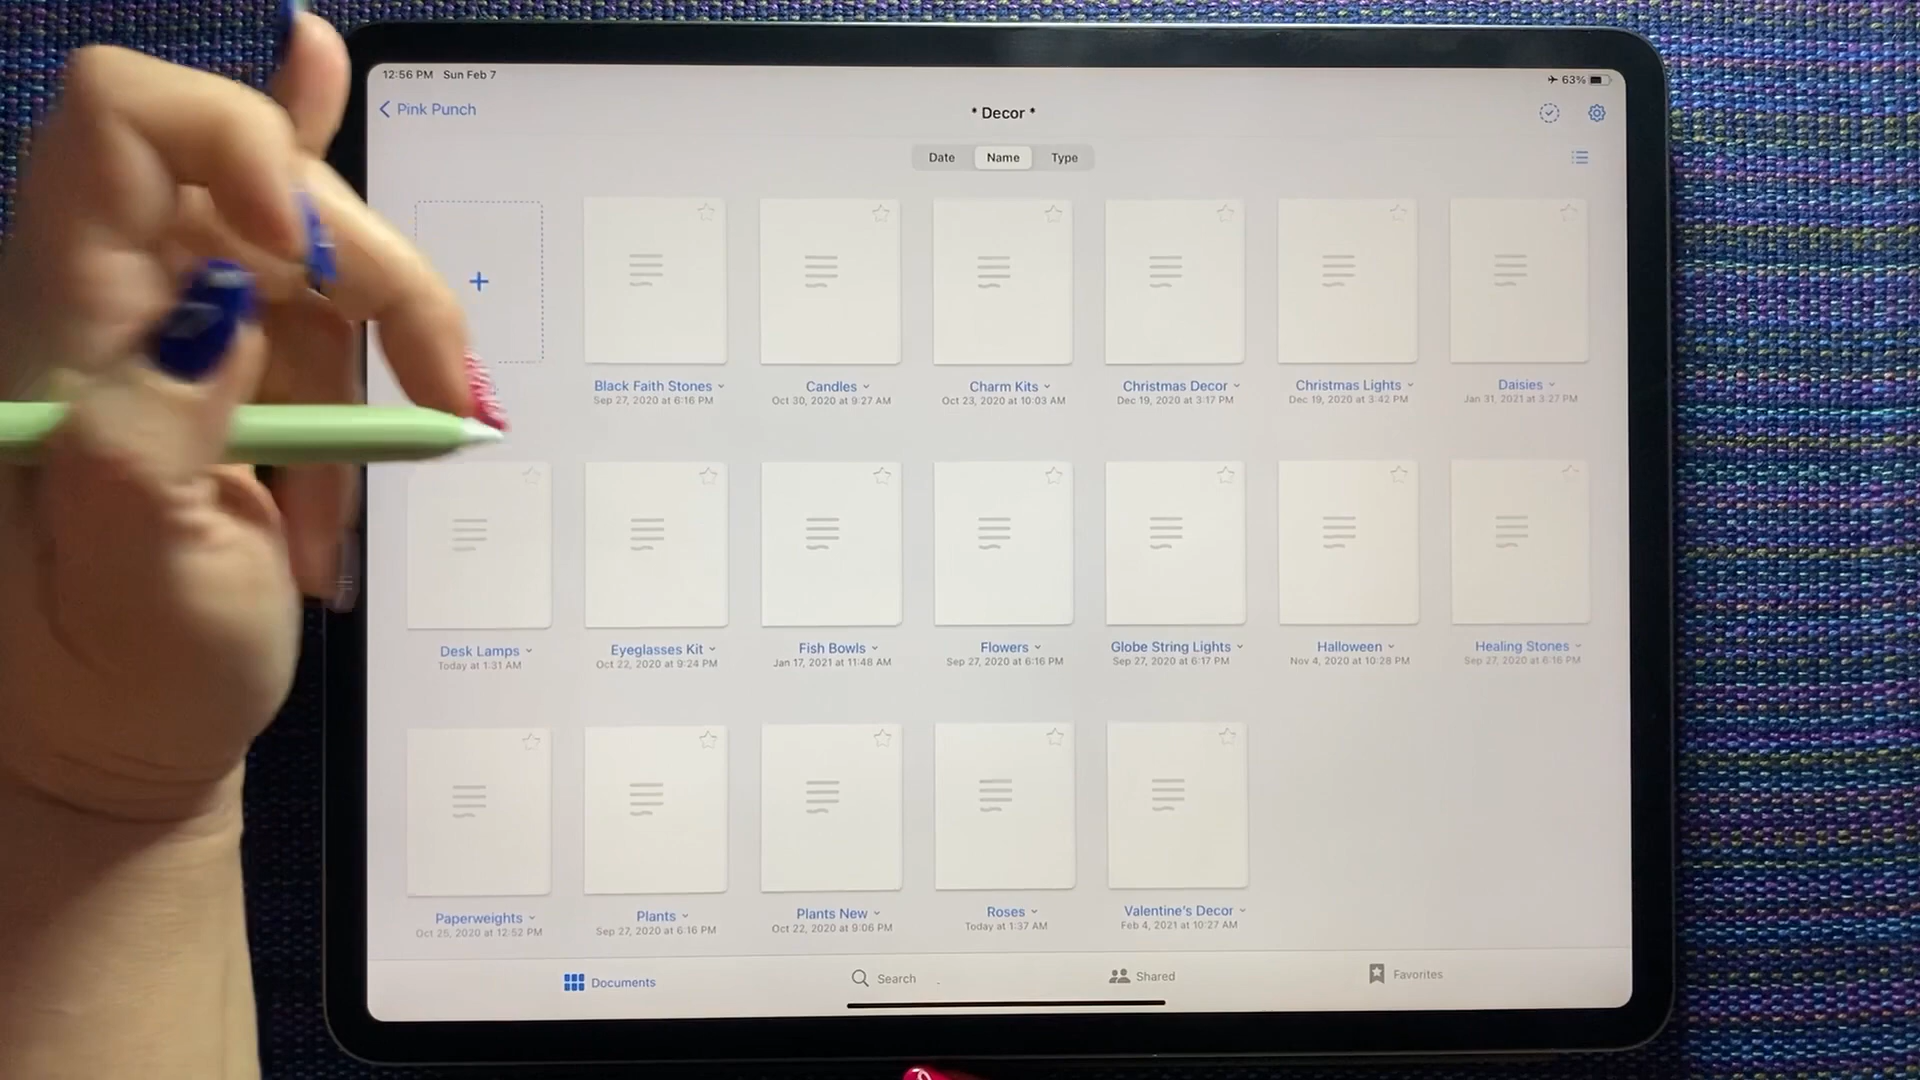 12:56 PM Sun Feb 7
63%
Pink Punch
* Decor *
Date Name Type
Black Faith Stones
Sep 27, 2020 at 6:16 PM
Candles
Oct 30, 2020 at 9:27 AM
Charm Kits
Oct 23, 2020 at 10:03 AM
Christmas Decor
Dec 19, 2020 at 3:17 PM
Christmas Lights
Dec 19, 2020 at 3:42 PM
Daisies
Jan 31, 2021 at 3:27 PM
Desk Lamps
Today at 1:31 AM
Eyeglasses Kit
Oct 22, 2020 at 9:24 PM
Fish Bowls
Jan 17, 2021 at 11:48 AM
Flowers
Sep 27, 2020 at 6:16 PM
Globe String Lights
Sep 27, 2020 at 6:17 PM
Halloween
Nov 4, 2020 at 10:28 PM
Healing Stones
Sep 27, 2020 at 6:16 PM
Paperweights
Oct 25, 2020 at 12:52 PM
Plants
Sep 27, 2020 at 6:16 PM
Plants New
Oct 22, 2020 at 9:06 PM
Roses
Today at 1:37 AM
Valentine's Decor
Feb 4, 2021 at 10:27 AM
Documents
Search
Shared
Favorites